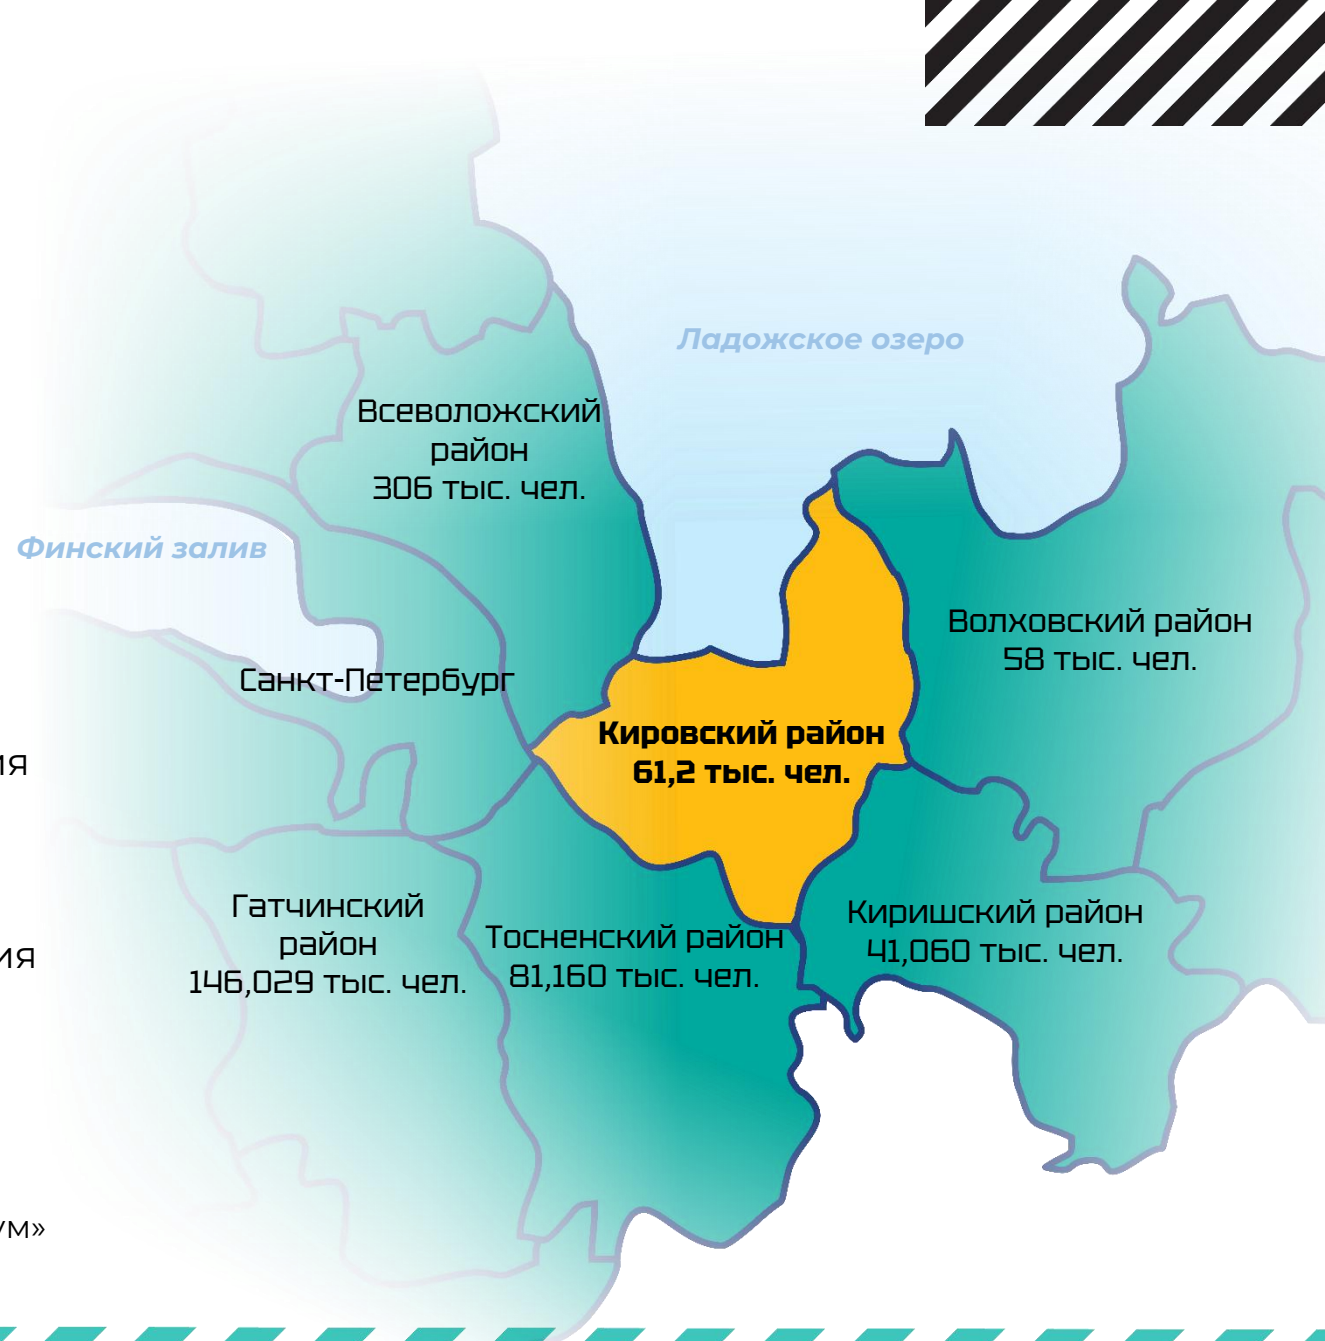 Ладожское озеро
Всеволожский
район
306 тыс. чел.
Финский залив
Волховский район
58 тыс. чел.
Санкт-Петербург
Кировский район
61,2 тыс. чел.
Гатчинский
район
146,029 тыс. чел.
Тосненский район
81,160 тыс. чел.
Киришский район
41,060 тыс. чел.